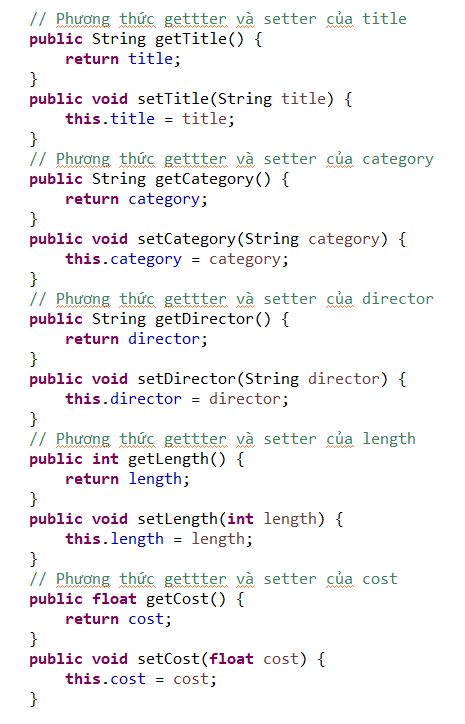 // Phương thức gettter và setter của title
public String getTitle() {
    return title;
}
public void setTitle(String title) {
    this.title = title;
}
// Phương thức gettter và setter của category
public String getCategory() {
    return category;
}
public void setCategory(String category) {
    this.category = category;
}
// Phương thức gettter và setter của director
public String getDirector() {
    return director;
}
public void setDirector(String director) {
    this.director = director;
}
// Phương thức gettter và setter của length
public int getLength() {
    return length;
}
public void setLength(int length) {
    this.length = length;
}
// Phương thức gettter và setter của cost
public float getCost() {
    return cost;
}
public void setCost(float cost) {
    this.cost = cost;
}